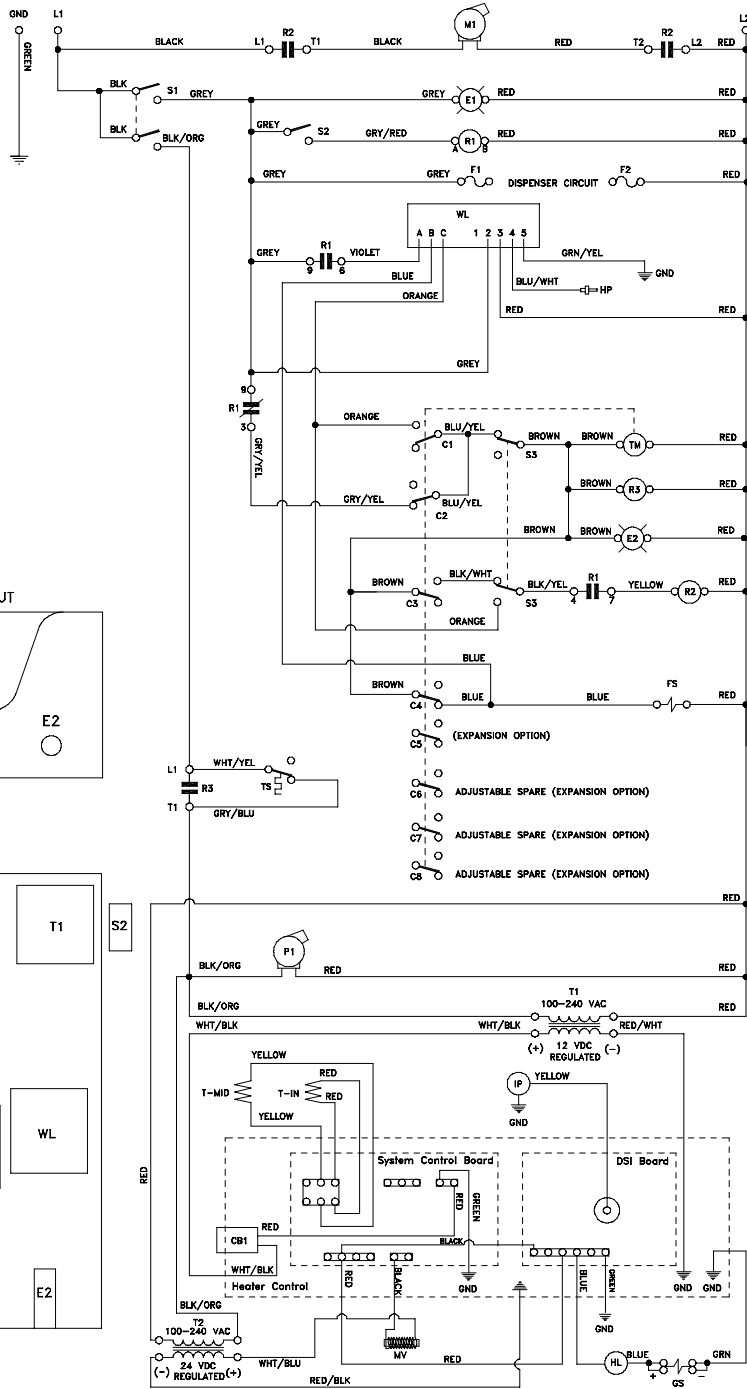 GND L1 L2
GREEN
BLACK L1 R2 T1 BLACK M1 RED T2 R2 L2 RED
BLK S1 GREY GREY E1 RED RED
BLK BLK/ORG GREY S2 GRY/RED R1 A B RED RED
GREY GREY F1 DISPENSER CIRCUIT F2 RED
WL
A B C 1 2 3 4 5
GREY R1 9 6 VIOLET GRN/YEL GND
BLUE BLU/WHT HP
ORANGE RED RED
GREY
R1 3 GRY/YEL
ORANGE C1 BLU/YEL S3 BROWN BROWN TM RED
GRY/YEL C2 BLU/YEL BROWN R3 RED
BROWN BROWN E2 RED
BROWN C3 BLK/WHT S3 BLK/YEL 4 R1 7 YELLOW R2 RED
ORANGE
BLUE
BROWN C4 BLUE BLUE FS RED
C5 (EXPANSION OPTION)
L1 WHT/YEL
R3 TS
T1 GRY/BLU
C6 ADJUSTABLE SPARE (EXPANSION OPTION)
C7 ADJUSTABLE SPARE (EXPANSION OPTION)
C8 ADJUSTABLE SPARE (EXPANSION OPTION)
UT
E2
T1 S2
WL
E2
RED
BLK/ORG P1 RED RED
BLK/ORG T1 RED
100-240 VAC
WHT/BLK WHT/BLK RED/WHT
(+) 12 VDC (-)
REGULATED
YELLOW
T-MID T-IN RED
RED
YELLOW
IP YELLOW
GND
RED
System Control Board
DSI Board
RED GREEN
CB1 RED
BLACK
WHT/BLK
RED BLACK GND BLUE GREEN GND GND
Heater Control
GND
BLK/ORG
T2
100-240 VAC
24 VDC
(-) REGULATED (+)
WHT/BLU MV RED HL BLUE + GS - GRN
RED/BLK